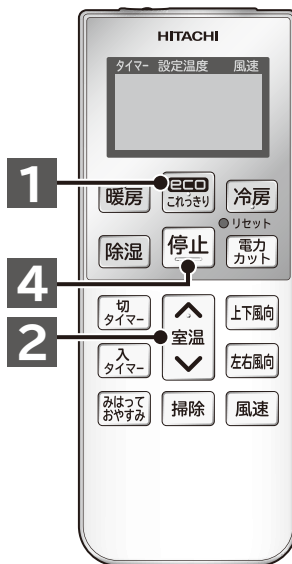 HITACHI
タイマー 設定温度 風速
1
暖房
eco
これっきり
冷房
リセット
除湿
停止
電力
カット
4
切
タイマー
上下風向
2
室温
入
タイマー
左右風向
みはって
おやすみ
掃除
風速